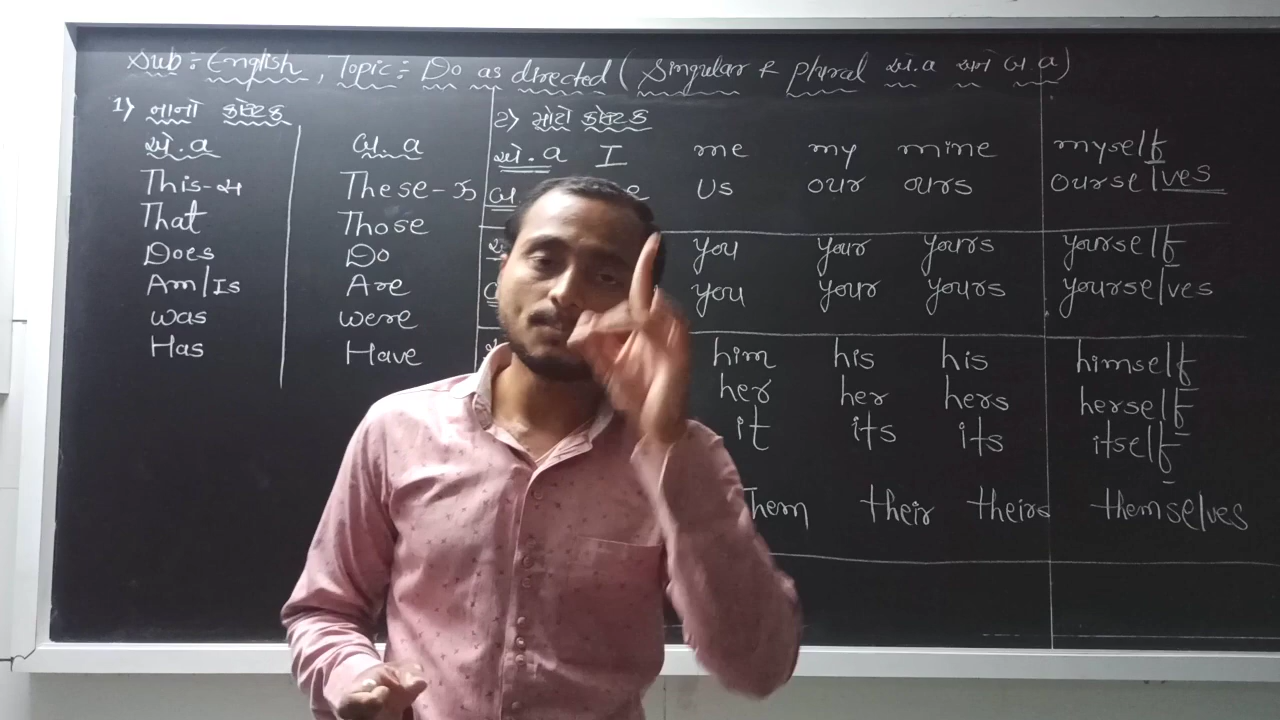 Sub:- English, Topic:- Do as directed ( Singular & plural એ.વ અને બ.વ)
1) નાનો કોષ્ટક
એ.વ બ.વ
This-સ These-ઝ
That Those
Does Do
Am/Is Are
was were
Has Have
2) મોટો કોષ્ટક
એ.વ I me my mine myself
us our ours ourselves
you your yours yourself
you your yours yourselves
him his his himself
her her hers herself
it its its itself
them their theirs themselves